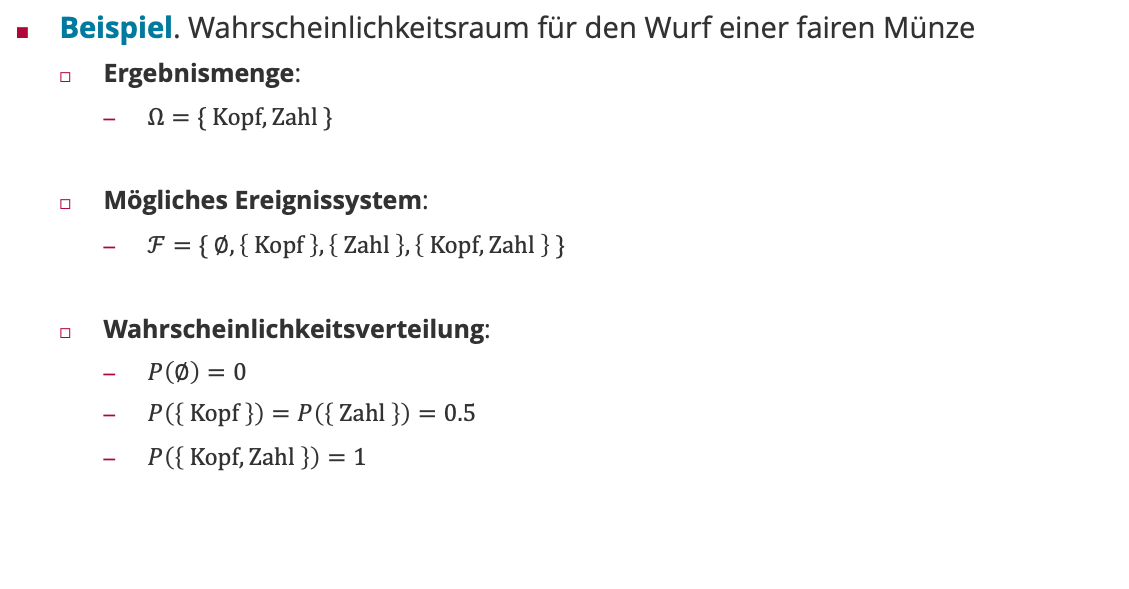 Beispiel. Wahrscheinlichkeitsraum für den Wurf einer fairen Münze
Ergebnismenge:
– Ω = { Kopf, Zahl }
Mögliches Ereignissystem:
– ℱ = { ∅, { Kopf }, { Zahl }, { Kopf, Zahl } }
Wahrscheinlichkeitsverteilung:
– P(∅) = 0
– P({ Kopf }) = P({ Zahl }) = 0.5
– P({ Kopf, Zahl }) = 1